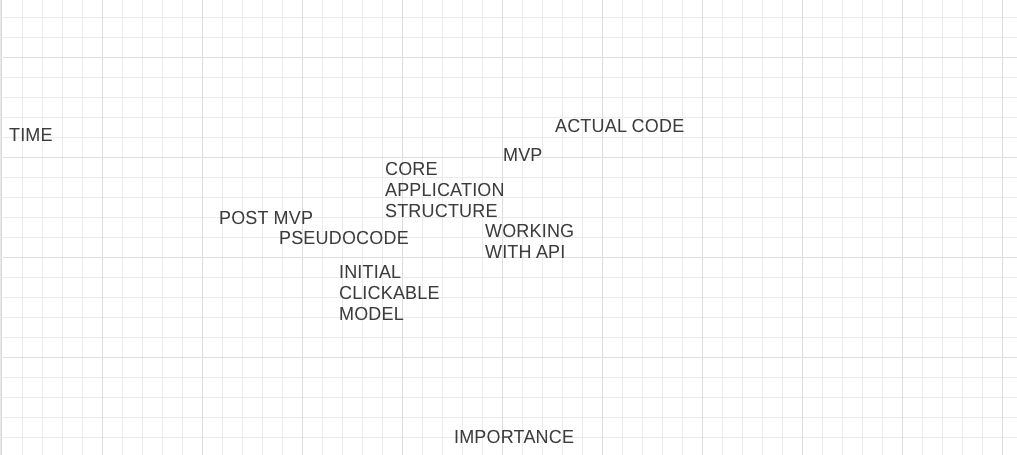 ACTUAL CODE
TIME
MVP
CORE
APPLICATION
STRUCTURE
POST MVP
PSEUDOCODE
WORKING
WITH API
INITIAL
CLICKABLE
MODEL
IMPORTANCE